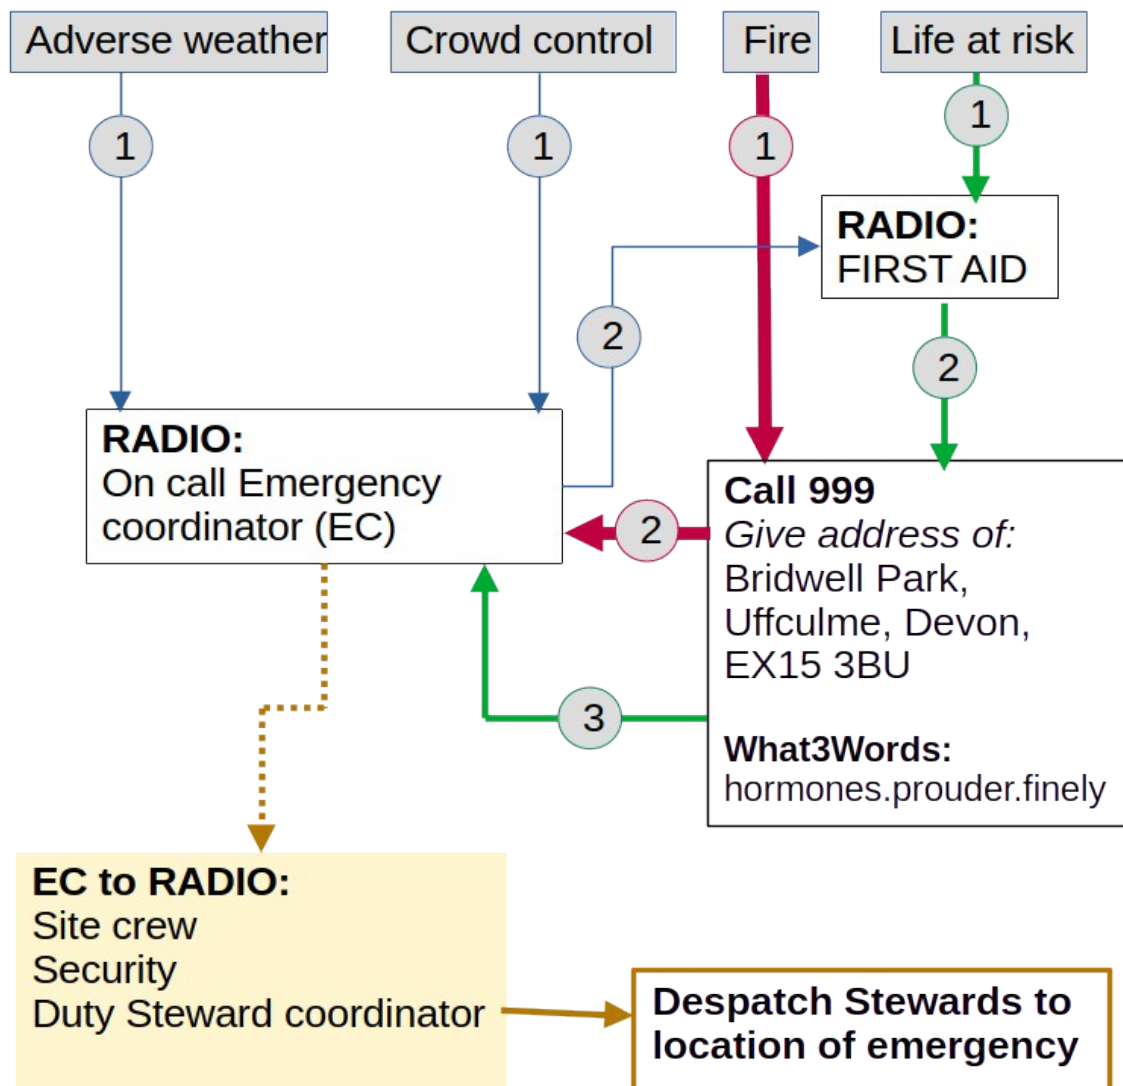 Adverse weather
Crowd control
Fire
Life at risk
1
1
1
1
RADIO:
FIRST AID
2
2
RADIO:
On call Emergency
coordinator (EC)
Call 999
Give address of:
Bridwell Park,
Uffculme, Devon,
EX15 3BU
What3Words:
hormones.prouder.finely
2
3
EC to RADIO:
Site crew
Security
Duty Steward coordinator
Despatch Stewards to
location of emergency